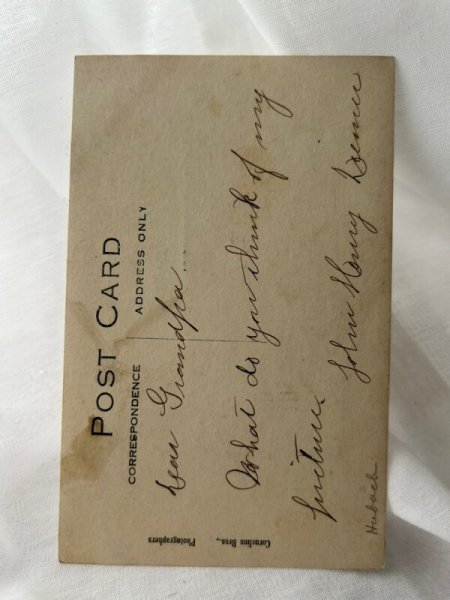 POST CARD
CORRESPONDENCE
ADDRESS ONLY
Dear Grandpa...
What do you think of my
picture.
John Henry
Hubach
Cornelius Bros.,
Photographers